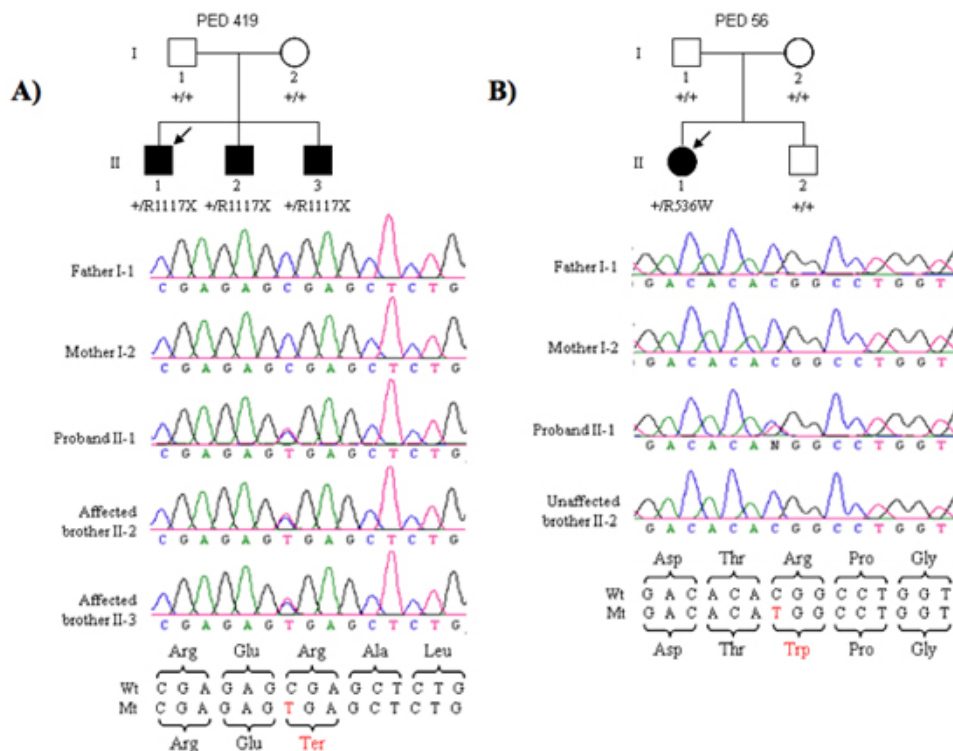 PED 419
A)
I
1 2
+/+ +/+
II
1 2 3
+/R1117X +/R1117X +/R1117X
Father I-1
C G A G A G C G A G C T C T G
Mother I-2
C G A G A G C G A G C T C T G
Proband II-1
C G A G A G T G A G C T C T G
Affected
brother II-2
C G A G A G T G A G C T C T G
Affected
brother II-3
C G A G A G T G A G C T C T G
Arg Glu Arg Ala Leu
Wt C G A G A G C G A G C T C T G
Mt C G A G A G T G A G C T C T G
Arg Glu Ter
PED 56
B)
I
1 2
+/+ +/+
II
1 2
+/R536W +/+
Father I-1
G A C A C A C G G C C T G G T
Mother I-2
G A C A C A C G G C C T G G T
Proband II-1
G A C A C A N G G C C T G G T
Unaffected
brother II-2
G A C A C A C G G C C T G G T
Asp Thr Arg Pro Gly
Wt G A C A C A C G G C C T G G T
Mt G A C A C A T G G C C T G G T
Asp Thr Trp Pro Gly